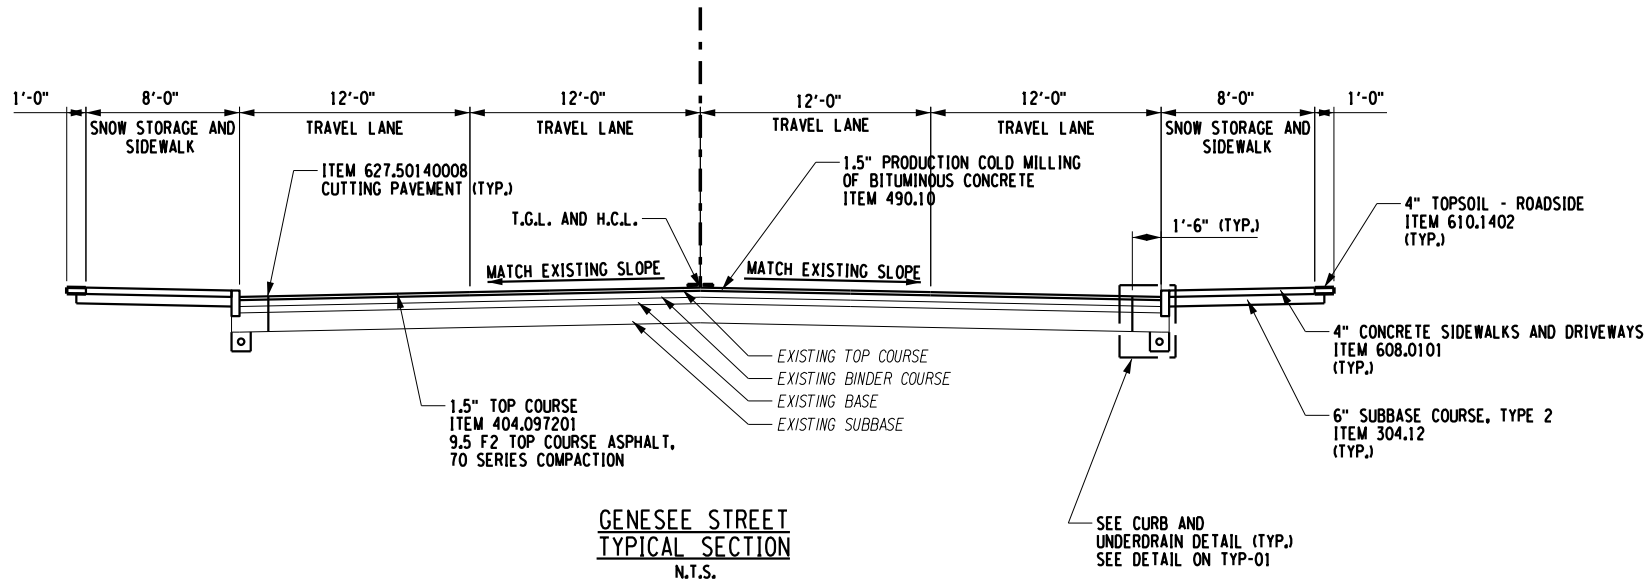 1'-0" 8'-0" 12'-0" 12'-0" 12'-0" 12'-0" 8'-0" 1'-0"
SNOW STORAGE AND
SIDEWALK
TRAVEL LANE
TRAVEL LANE
TRAVEL LANE
TRAVEL LANE
SNOW STORAGE AND
SIDEWALK
ITEM 627.50140008
CUTTING PAVEMENT (TYP.)
1.5" PRODUCTION COLD MILLING
OF BITUMINOUS CONCRETE
ITEM 490.10
T.G.L. AND H.C.L.
1'-6" (TYP.)
4" TOPSOIL - ROADSIDE
ITEM 610.1402
(TYP.)
MATCH EXISTING SLOPE
MATCH EXISTING SLOPE
4" CONCRETE SIDEWALKS AND DRIVEWAYS
ITEM 608.0101
(TYP.)
EXISTING TOP COURSE
EXISTING BINDER COURSE
EXISTING BASE
EXISTING SUBBASE
1.5" TOP COURSE
ITEM 404.097201
9.5 F2 TOP COURSE ASPHALT,
70 SERIES COMPACTION
6" SUBBASE COURSE, TYPE 2
ITEM 304.12
(TYP.)
GENESEE STREET
TYPICAL SECTION
N.T.S.
SEE CURB AND
UNDERDRAIN DETAIL (TYP.)
SEE DETAIL ON TYP-01